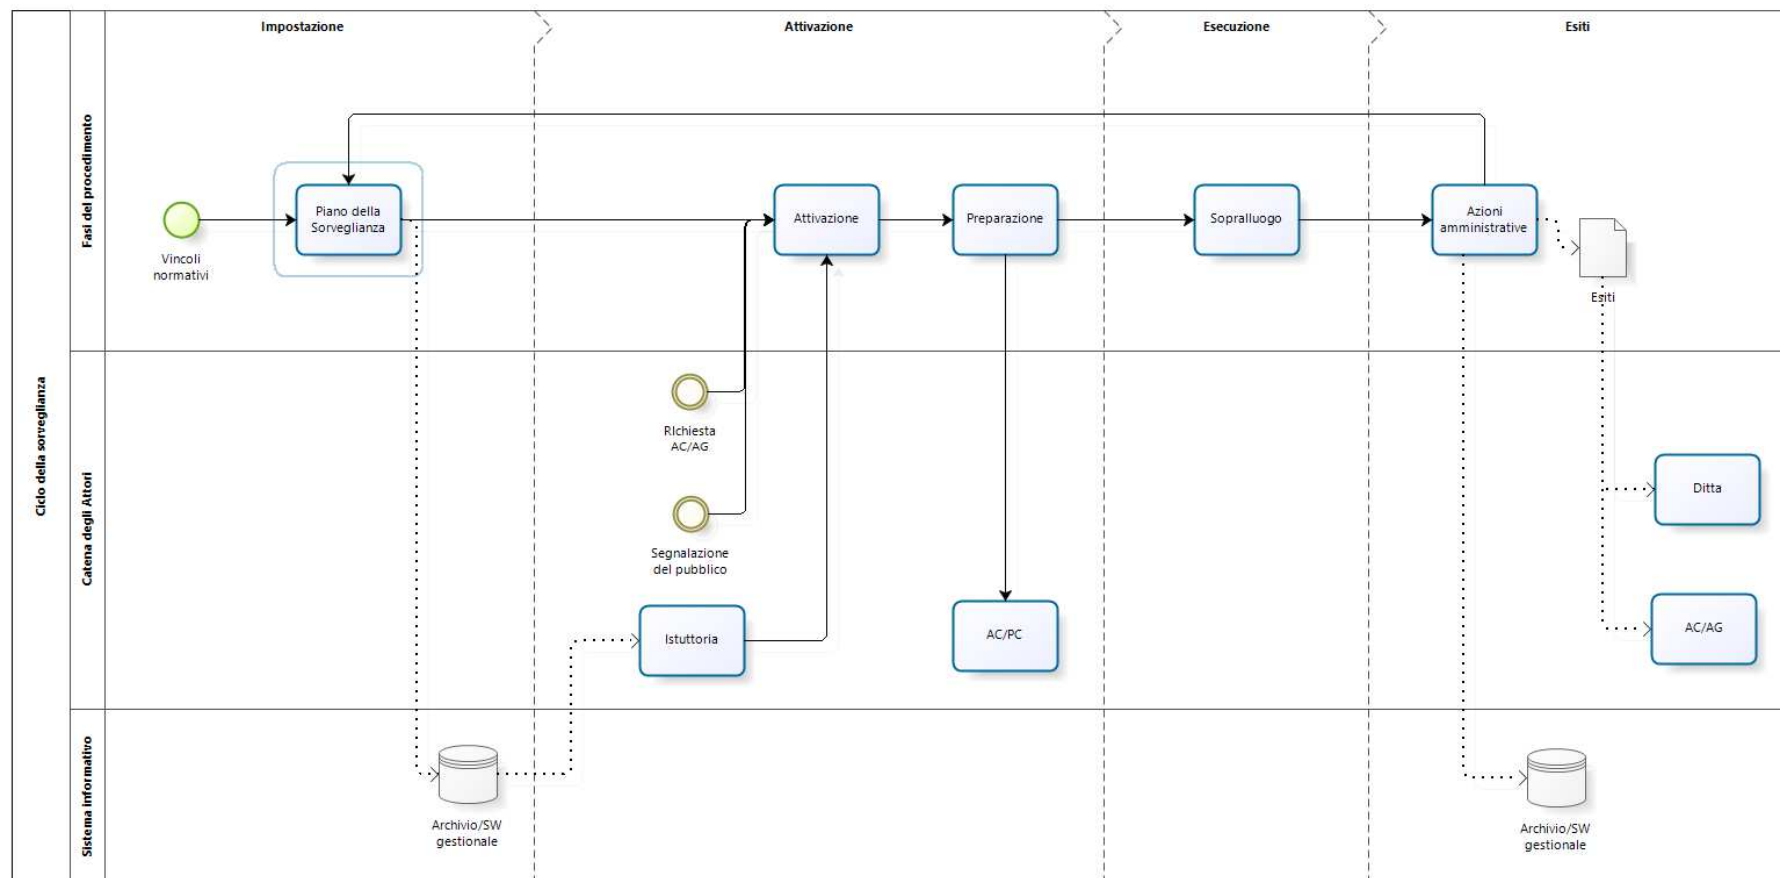 Impostazione
Attivazione
Esecuzione
Esiti
Ciclo della sorveglianza
Fasi del procedimento
Vincoli
normativi
Piano della
Sorveglianza
Attivazione
Preparazione
Sopralluogo
Azioni
amministrative
Esiti
Catena degli Attori
RIchiesta
AC/AG
Segnalazione
del pubblico
Istuttoria
AC/PC
Ditta
AC/AG
Sistema informativo
Archivio/SW
gestionale
Archivio/SW
gestionale